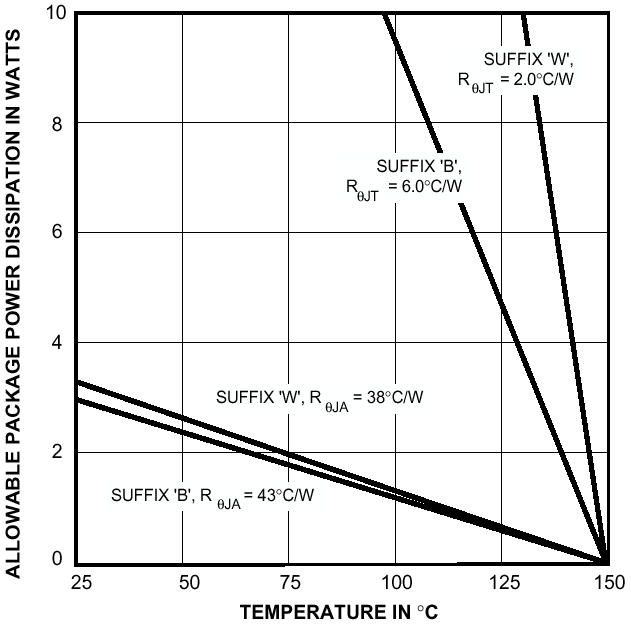 ALLOWABLE PACKAGE POWER DISSIPATION IN WATTS
10
8
6
4
2
0
SUFFIX 'W',
RθJT = 2.0°C/W
SUFFIX 'B',
RθJT = 6.0°C/W
SUFFIX 'W', RθJA = 38°C/W
SUFFIX 'B', RθJA = 43°C/W
25 50 75 100 125 150
TEMPERATURE IN °C